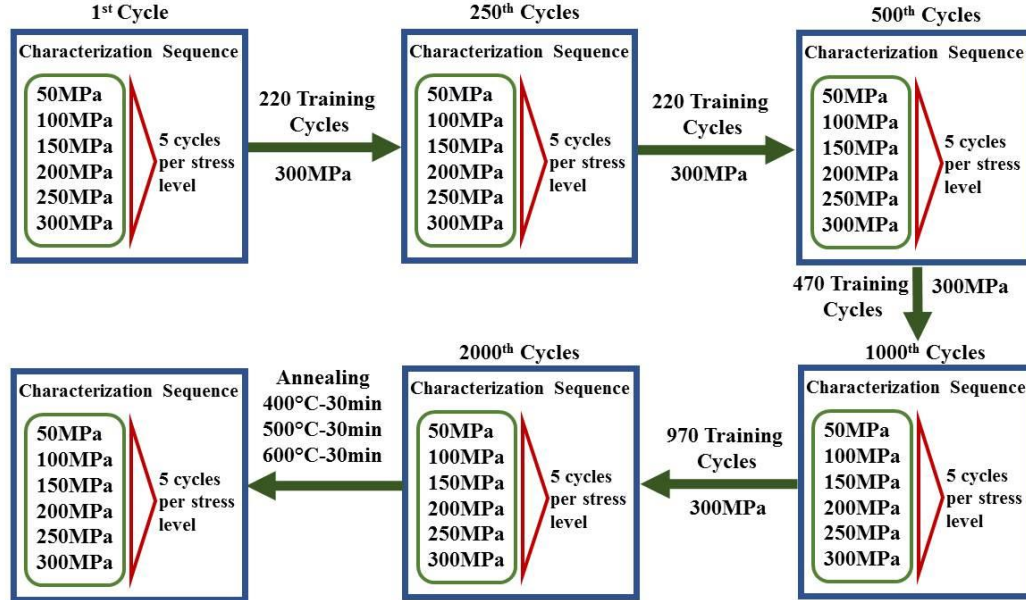 1st Cycle
Characterization Sequence
50MPa
100MPa
150MPa
200MPa
250MPa
300MPa
5 cycles
per stress
level
220 Training
Cycles
300MPa
250th Cycles
Characterization Sequence
50MPa
100MPa
150MPa
200MPa
250MPa
300MPa
5 cycles
per stress
level
220 Training
Cycles
300MPa
500th Cycles
Characterization Sequence
50MPa
100MPa
150MPa
200MPa
250MPa
300MPa
5 cycles
per stress
level
470 Training
Cycles
300MPa
1000th Cycles
Characterization Sequence
50MPa
100MPa
150MPa
200MPa
250MPa
300MPa
5 cycles
per stress
level
970 Training
Cycles
300MPa
2000th Cycles
Characterization Sequence
50MPa
100MPa
150MPa
200MPa
250MPa
300MPa
5 cycles
per stress
level
Annealing
400°C-30min
500°C-30min
600°C-30min
Characterization Sequence
50MPa
100MPa
150MPa
200MPa
250MPa
300MPa
5 cycles
per stress
level